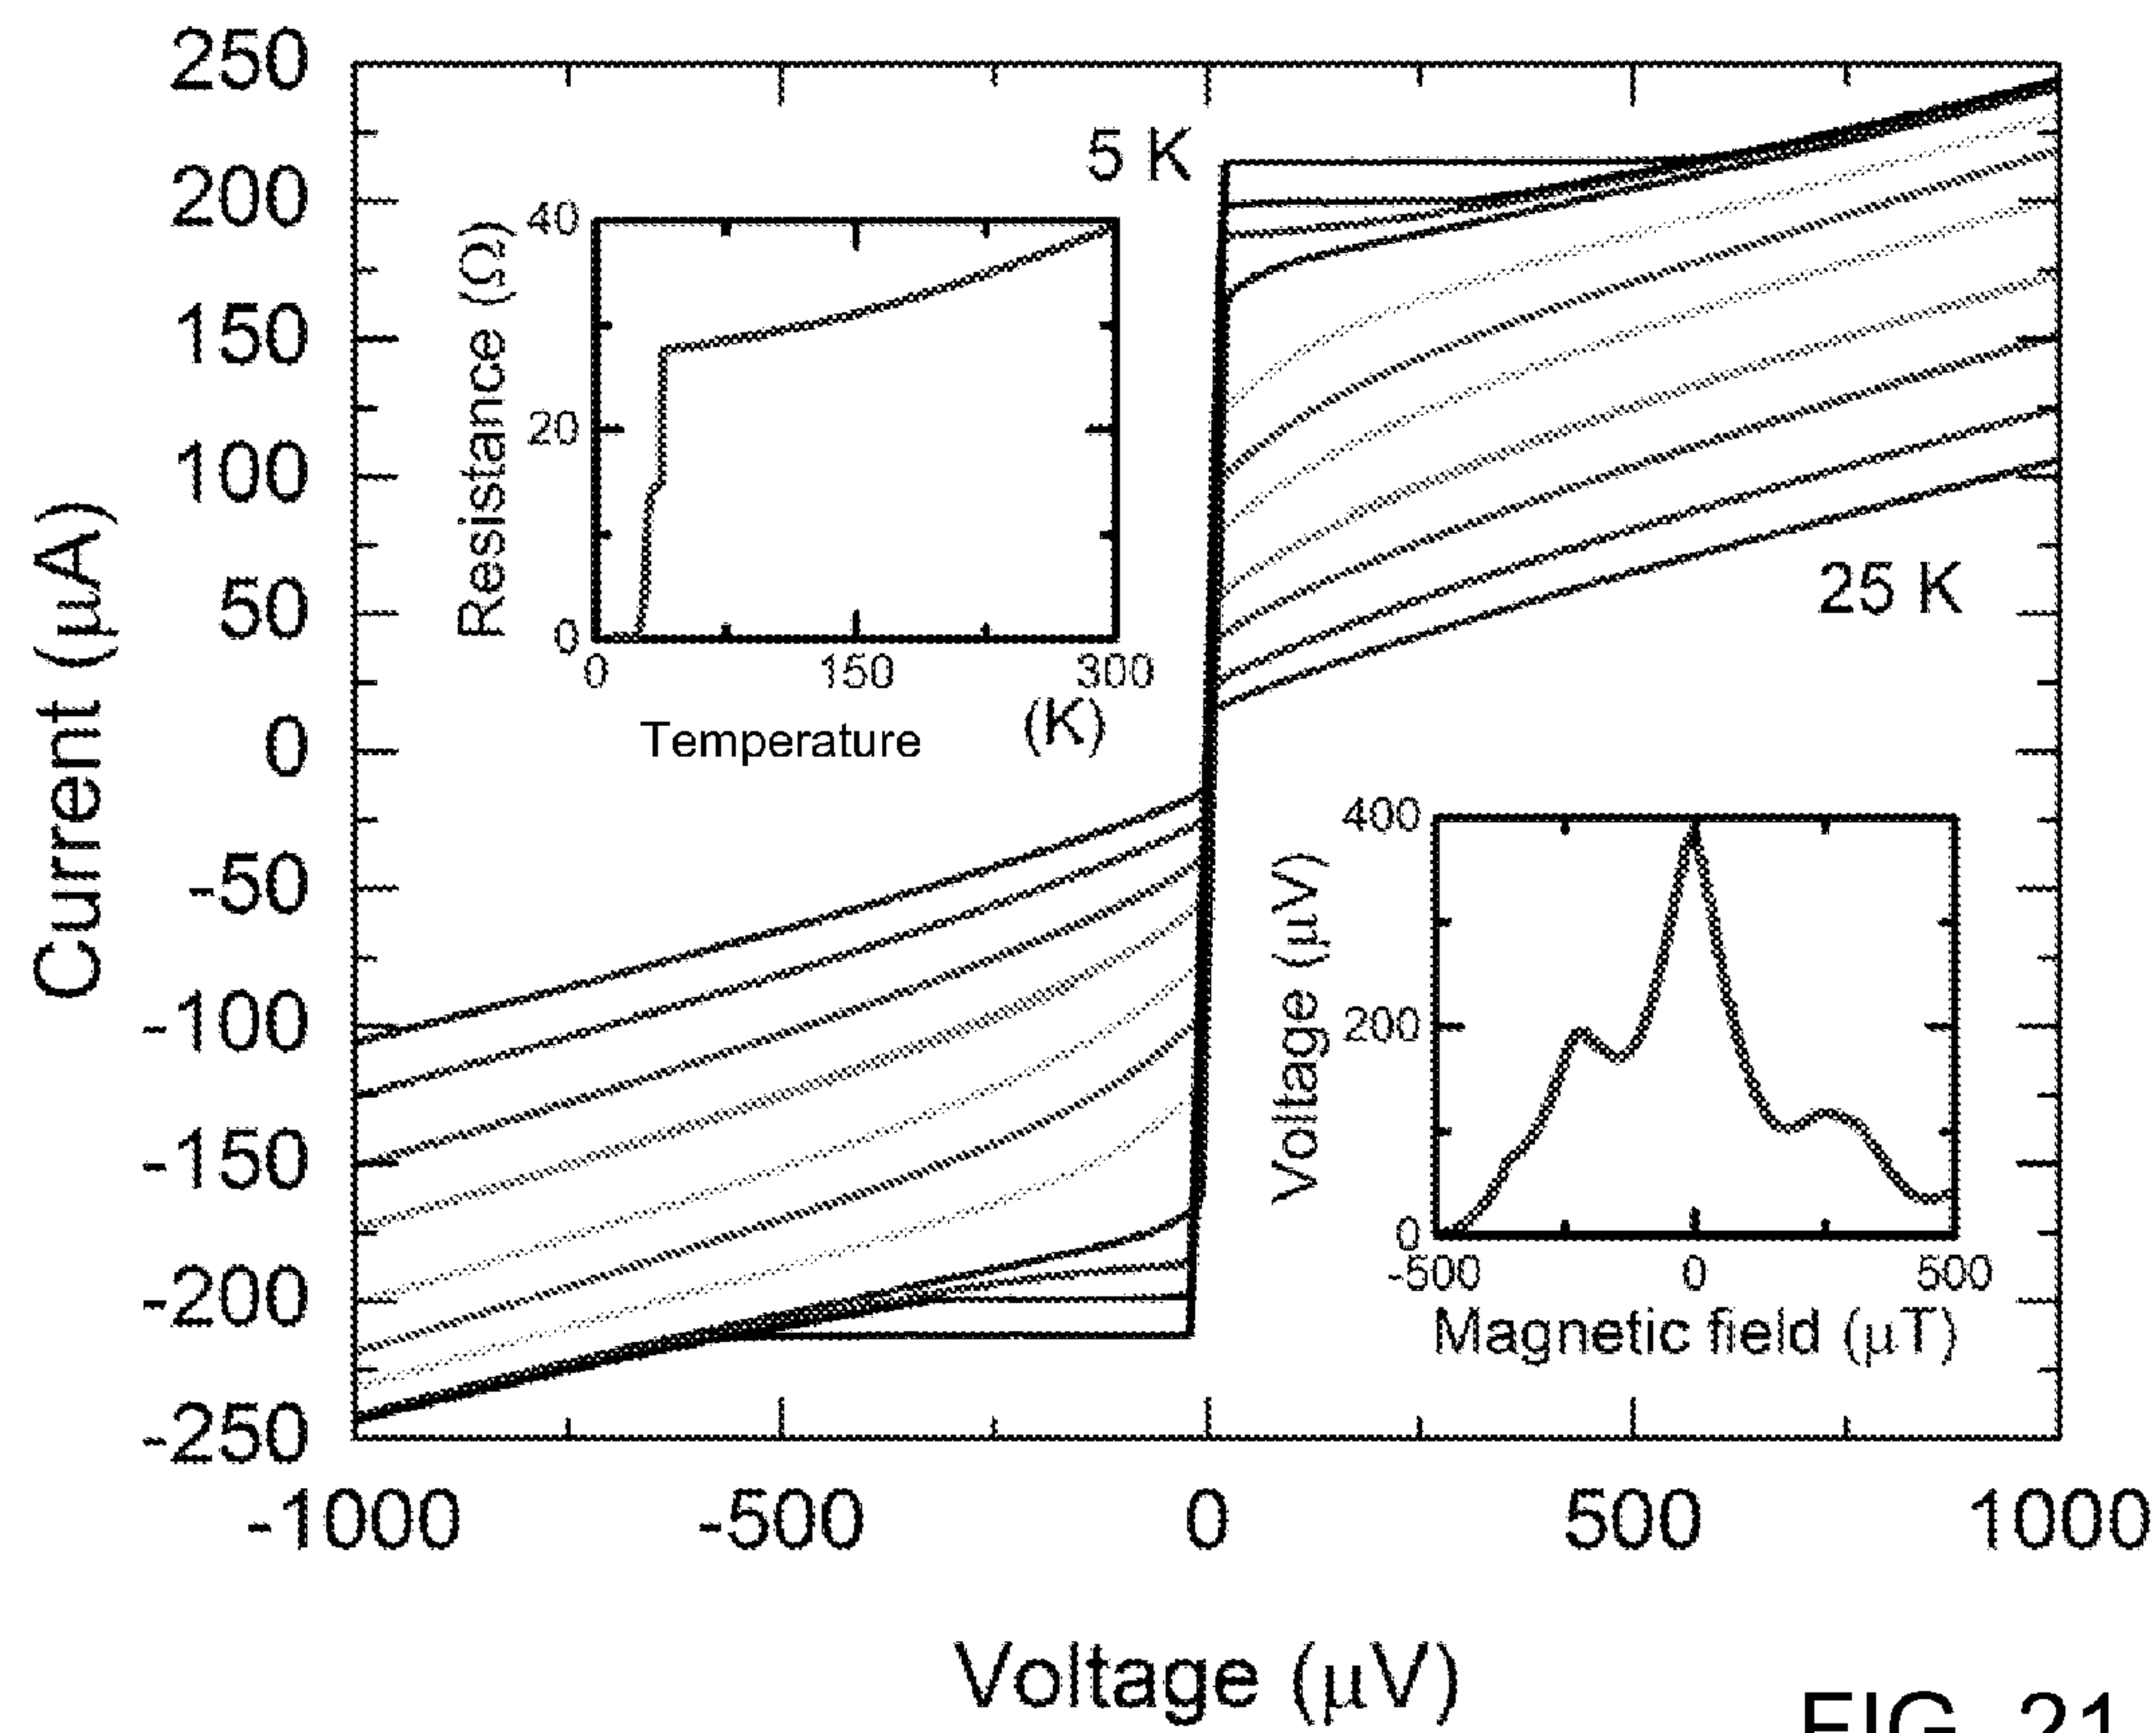 250
200
150
100
50
0
-50
-100
-150
-200
-250
Current (μA)
-1000 -500 0 500 1000
Voltage (μV)
5 K
25 K
40
20
0
Resistance (Ω)
0 150 300
Temperature (K)
400
200
0
Voltage (μV)
-500 0 500
Magnetic field (μT)
FIG. 21